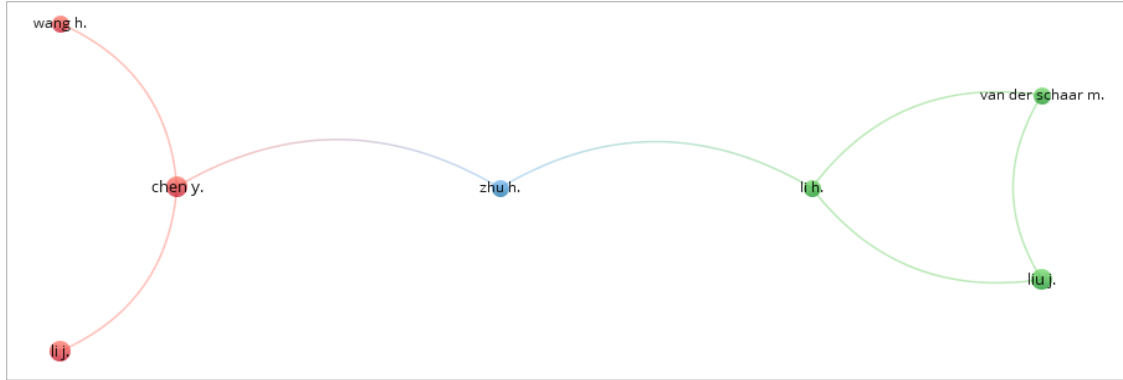 wang h.
van der schaar m.
chen y.
zhu h.
li h.
liu j.
li j.